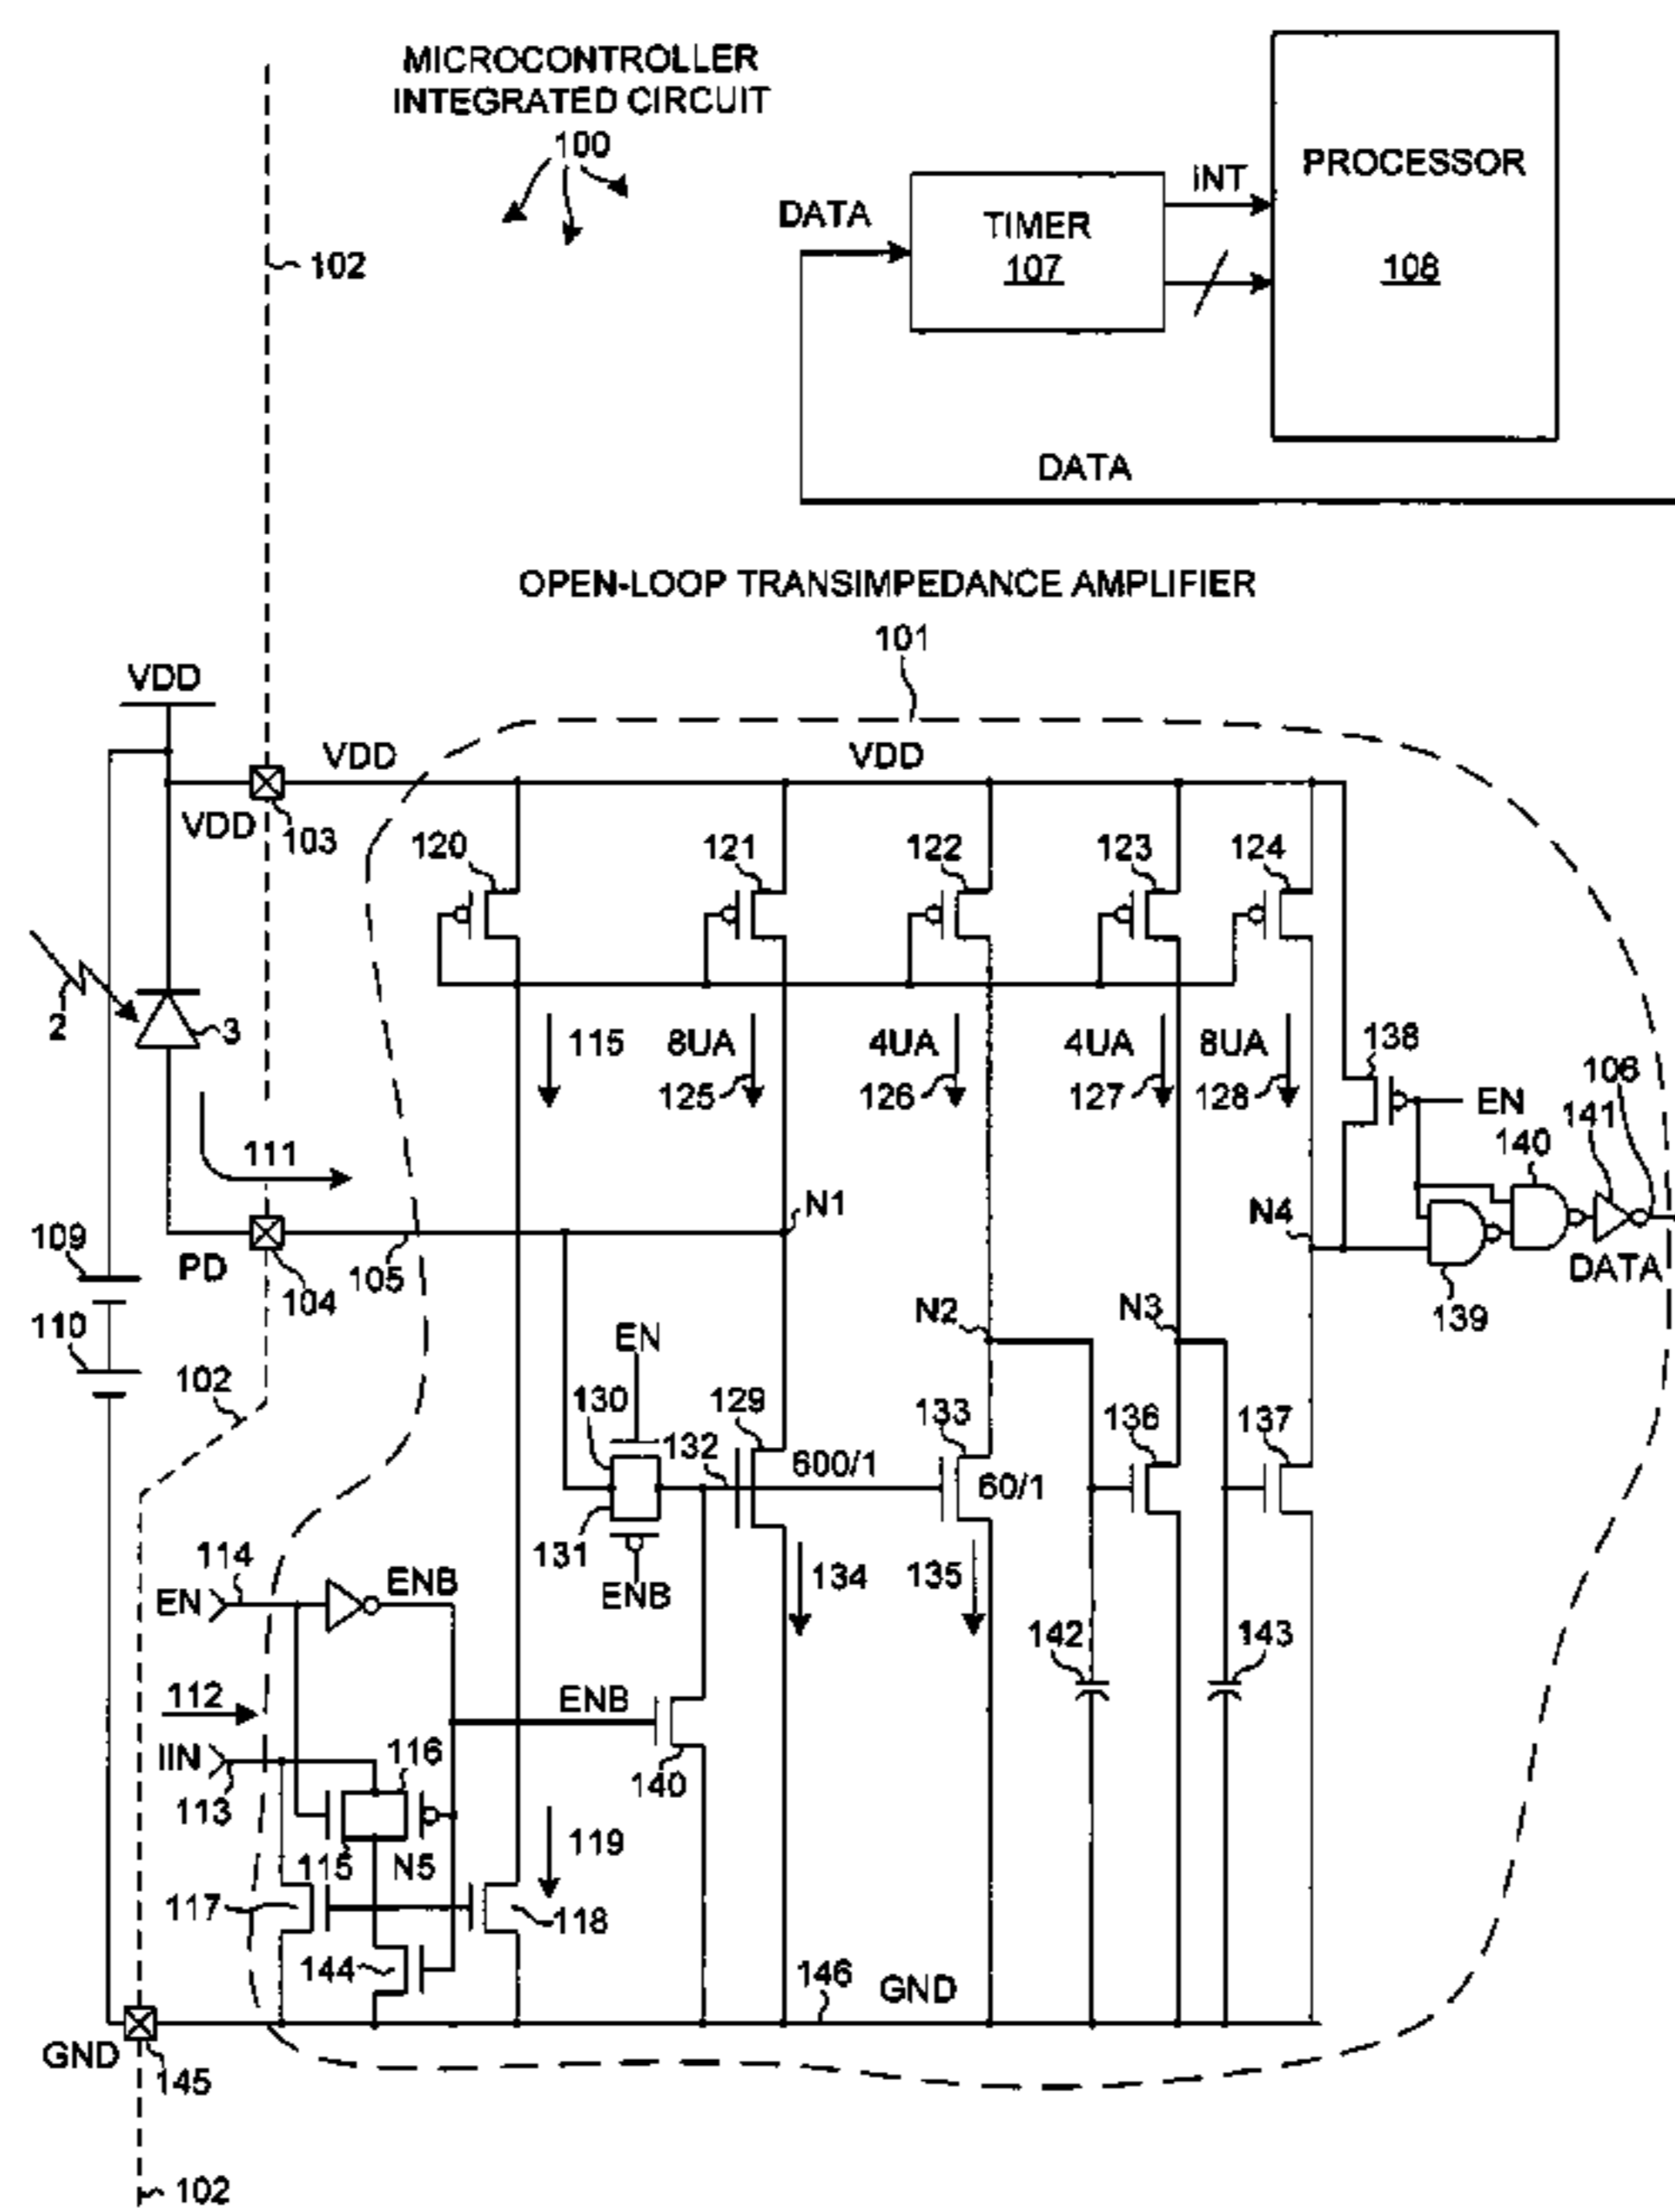 MICROCONTROLLER
INTEGRATED CIRCUIT
100
PROCESSOR
108
INT
DATA
TIMER
107
102
DATA
OPEN-LOOP TRANSIMPEDANCE AMPLIFIER
101
VDD
VDD
VDD
VDD
103
120
121
122
123
124
2
3
115
8UA
125
4UA
126
4UA
127
8UA
128
138
EN
106
141
140
111
N1
N4
109
PD
104
105
DATA
139
110
N2
N3
EN
102
130
129
133
136
137
132
600/1
60/1
131
114
ENB
ENB
134
135
EN
142
143
112
ENB
IIN
116
140
113
119
115
N5
117
118
144
146
GND
GND
145
102